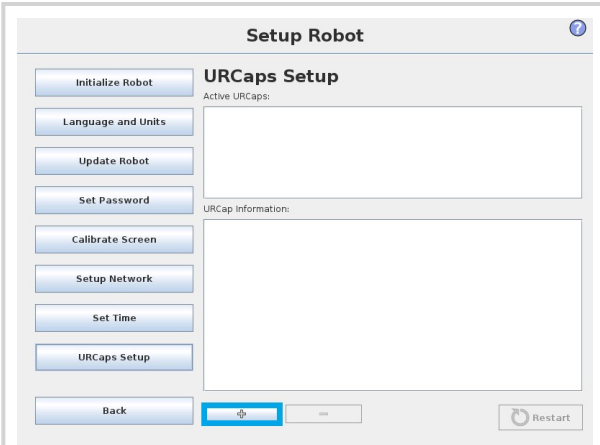 Setup Robot
?
Initialize Robot
Language and Units
Update Robot
Set Password
Calibrate Screen
Setup Network
Set Time
URCaps Setup
Back
URCaps Setup
Active URCaps:
URCap Information:
Restart